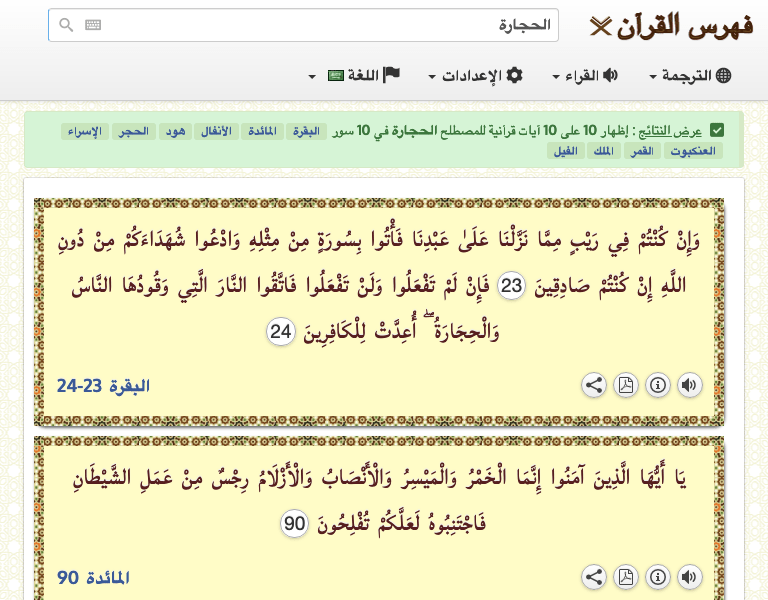 فهرس القرآن
الحجارة
الترجمة القراء الإعدادات اللغة
عرض النتائج : إظهار 10 على 10 آيات قرآنية للمصطلح الحجارة في 10 سور البقرة المائدة الأنفال هود الحجر الإسراء
العنكبوت القمر الملك الفيل
وَإِنْ كُنْتُمْ فِي رَيْبٍ مِمَّا نَزَّلْنَا عَلَىٰ عَبْدِنَا فَأْتُوا بِسُورَةٍ مِنْ مِثْلِهِ وَادْعُوا شُهَدَاءَكُمْ مِنْ دُونِ
اللَّهِ إِنْ كُنْتُمْ صَادِقِينَ 23 فَإِنْ لَمْ تَفْعَلُوا وَلَنْ تَفْعَلُوا فَاتَّقُوا النَّارَ الَّتِي وَقُودُهَا النَّاسُ
وَالْحِجَارَةُ ۖ أُعِدَّتْ لِلْكَافِرِينَ 24
البقرة 23-24
يَا أَيُّهَا الَّذِينَ آمَنُوا إِنَّمَا الْخَمْرُ وَالْمَيْسِرُ وَالْأَنْصَابُ وَالْأَزْلَامُ رِجْسٌ مِنْ عَمَلِ الشَّيْطَانِ
فَاجْتَنِبُوهُ لَعَلَّكُمْ تُفْلِحُونَ 90
المائدة 90